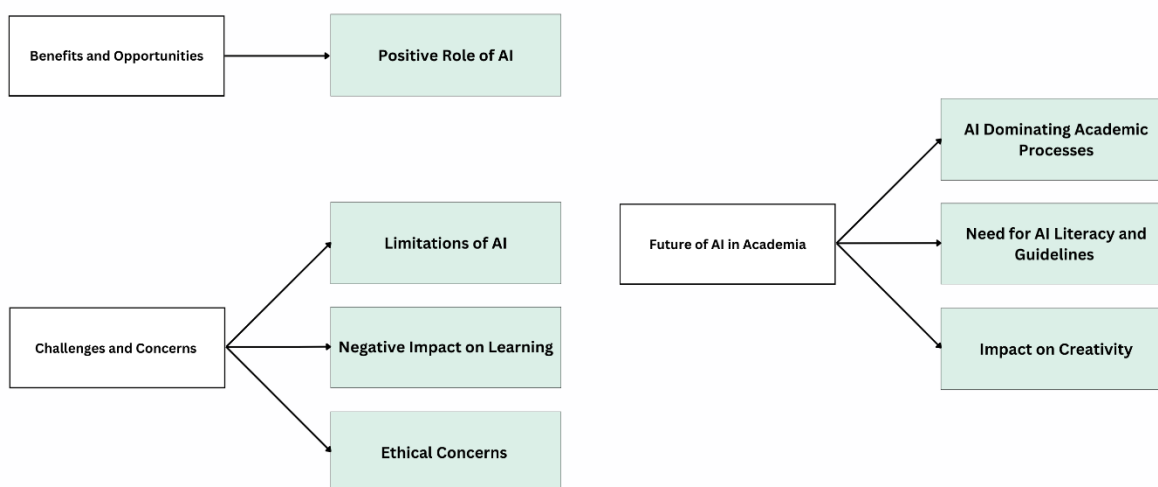 Benefits and Opportunities
Positive Role of AI
Challenges and Concerns
Limitations of AI
Negative Impact on Learning
Ethical Concerns
Future of AI in Academia
AI Dominating Academic
Processes
Need for AI Literacy and
Guidelines
Impact on Creativity